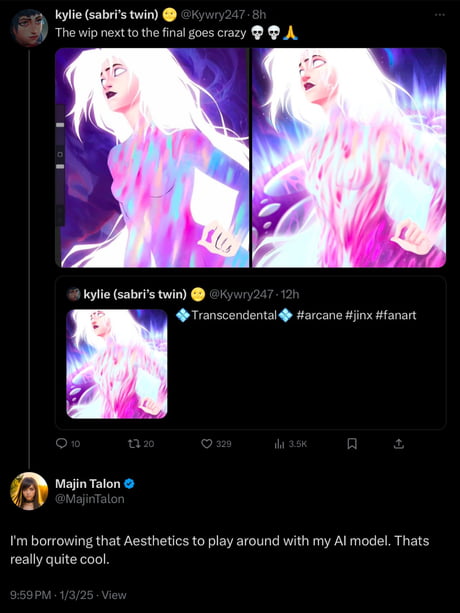 kylie (sabri's twin) 😶 @Kywry247 · 8h
The wip next to the final goes crazy 💀💀🙏
kylie (sabri's twin) 😶 @Kywry247 · 12h
💠Transcendental💠 #arcane #jinx #fanart
10 20 329 3.5K
Majin Talon
@MajinTalon
I'm borrowing that Aesthetics to play around with my AI model. Thats
really quite cool.
9:59 PM · 1/3/25 · View